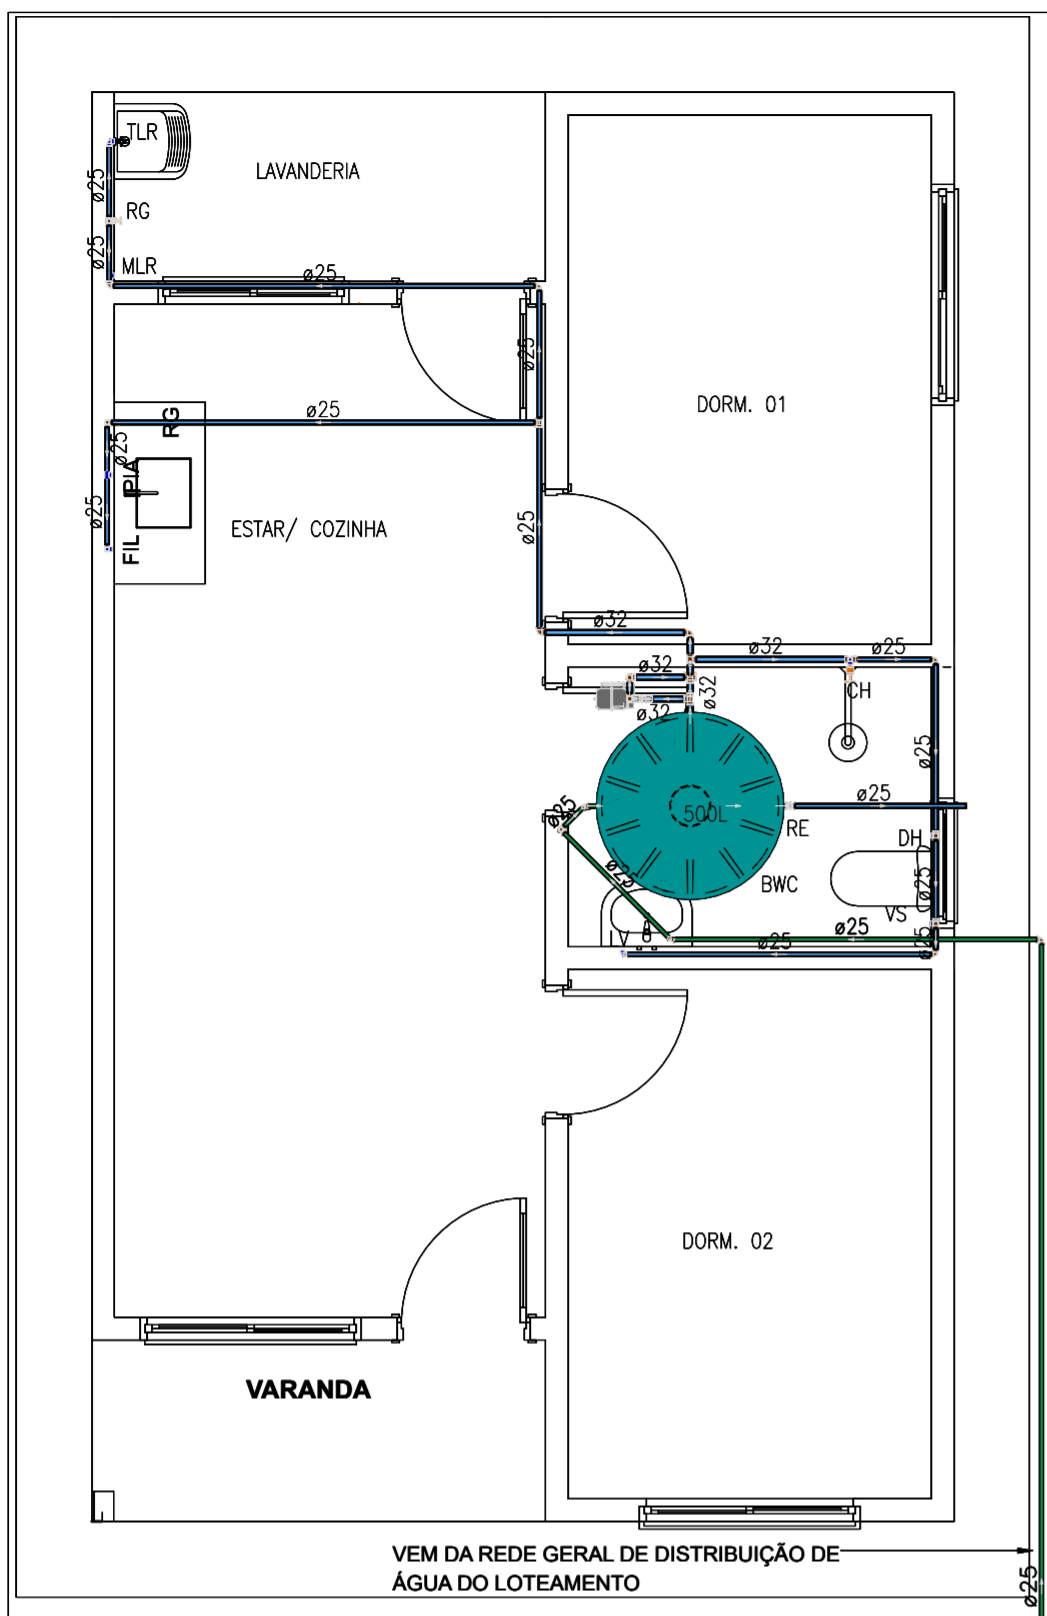 TLR
LAVANDERIA
ø25
RG
ø25
MLR
ø25
ø25
DORM. 01
ø25
RG
ø25
PIA
ø25
ESTAR/ COZINHA
ø25
FIL
ø32
ø32
ø25
ø32
ø32
CH
ø32
ø25
ø25
500L
ø25
RE
DH
ø25
BWC
ø25
VS
LV
ø25
ø25
ø25
DORM. 02
VARANDA
VEM DA REDE GERAL DE DISTRIBUIÇÃO DE
ÁGUA DO LOTEAMENTO
ø25